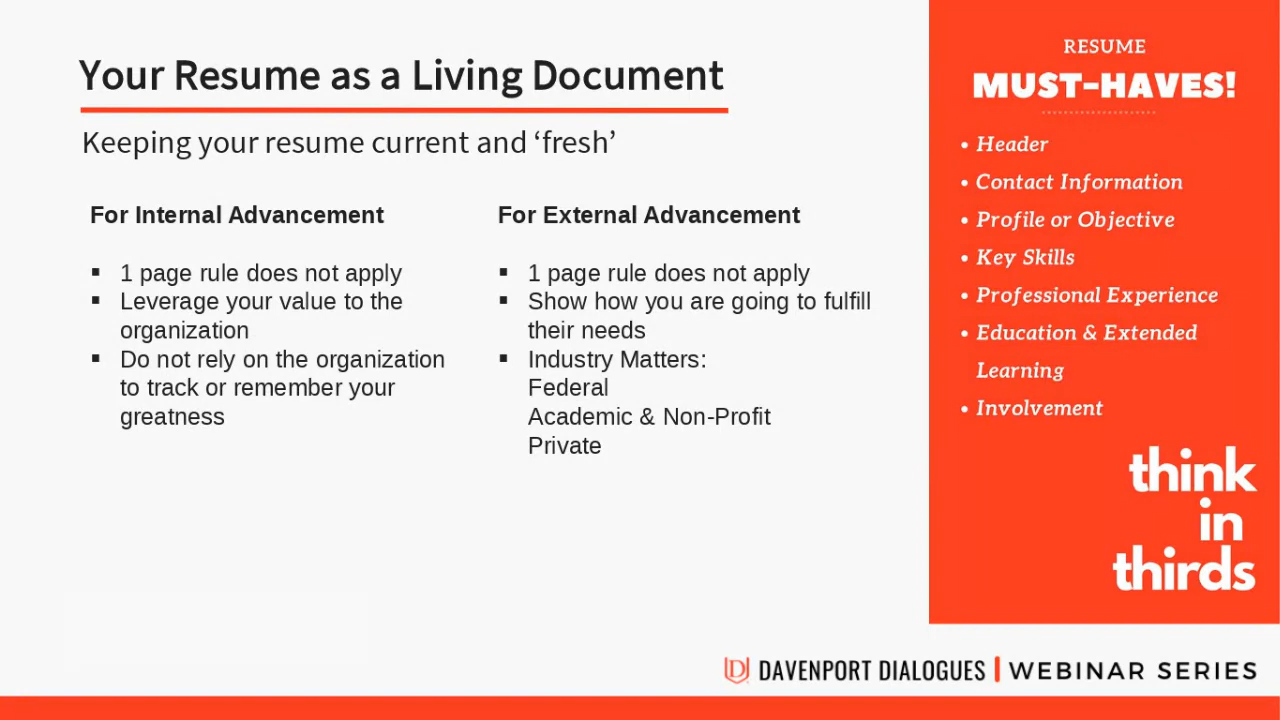 Your Resume as a Living Document
Keeping your resume current and ‘fresh’
For Internal Advancement
▪ 1 page rule does not apply
▪ Leverage your value to the
organization
▪ Do not rely on the organization
to track or remember your
greatness
For External Advancement
▪ 1 page rule does not apply
▪ Show how you are going to fulfill
their needs
▪ Industry Matters:
Federal
Academic & Non-Profit
Private
RESUME
MUST-HAVES!
• Header
• Contact Information
• Profile or Objective
• Key Skills
• Professional Experience
• Education & Extended
Learning
• Involvement
think
in
thirds
D DAVENPORT DIALOGUES | WEBINAR SERIES